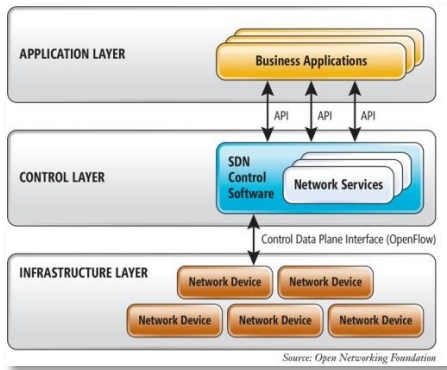 APPLICATION LAYER
Business Applications
API API API
CONTROL LAYER
SDN
Control
Software
Network Services
Control Data Plane Interface (OpenFlow)
INFRASTRUCTURE LAYER
Network Device Network Device
Network Device Network Device Network Device
Source: Open Networking Foundation